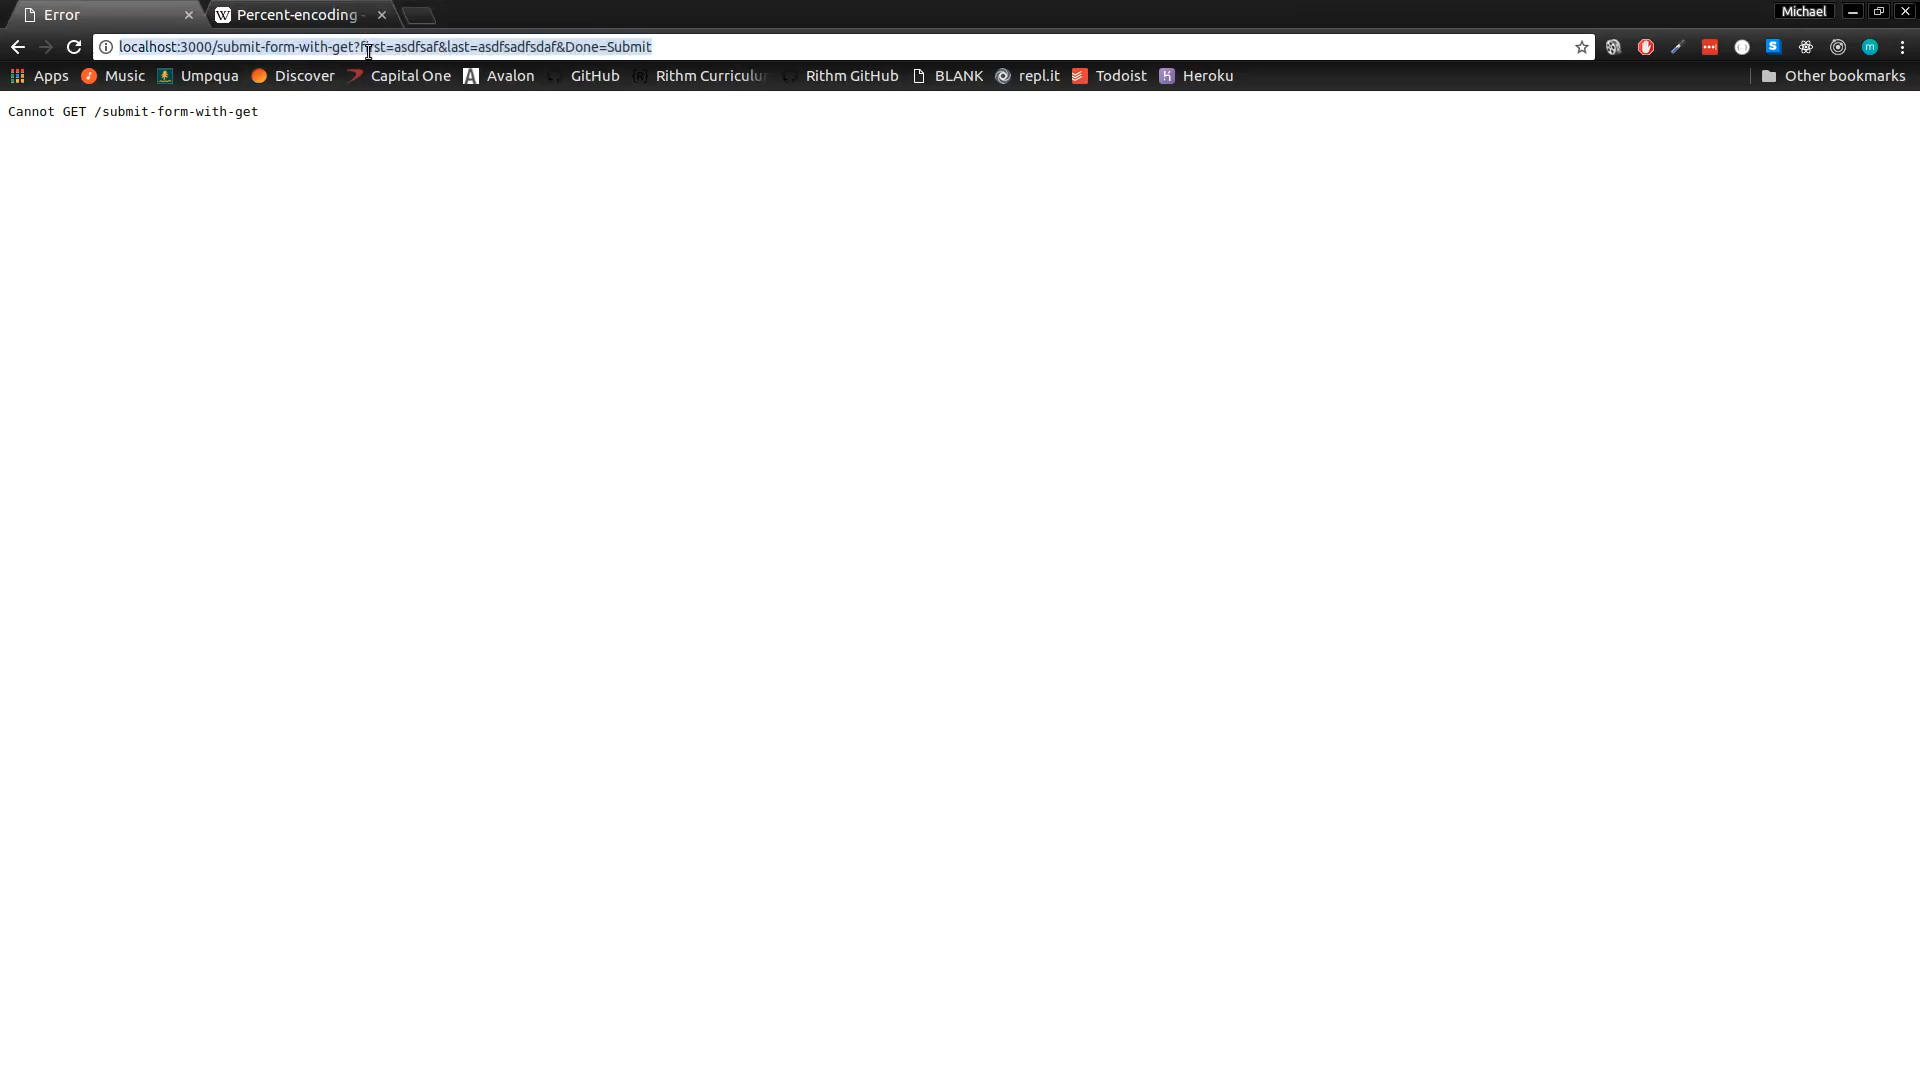 Error
Percent-encoding -
Michael
localhost:3000/submit-form-with-get?first=asdfsaf&last=asdfsadfsdaf&Done=Submit
Apps Music Umpqua Discover Capital One Avalon GitHub Rithm Curriculu Rithm GitHub BLANK repl.it Todoist Heroku Other bookmarks
Cannot GET /submit-form-with-get